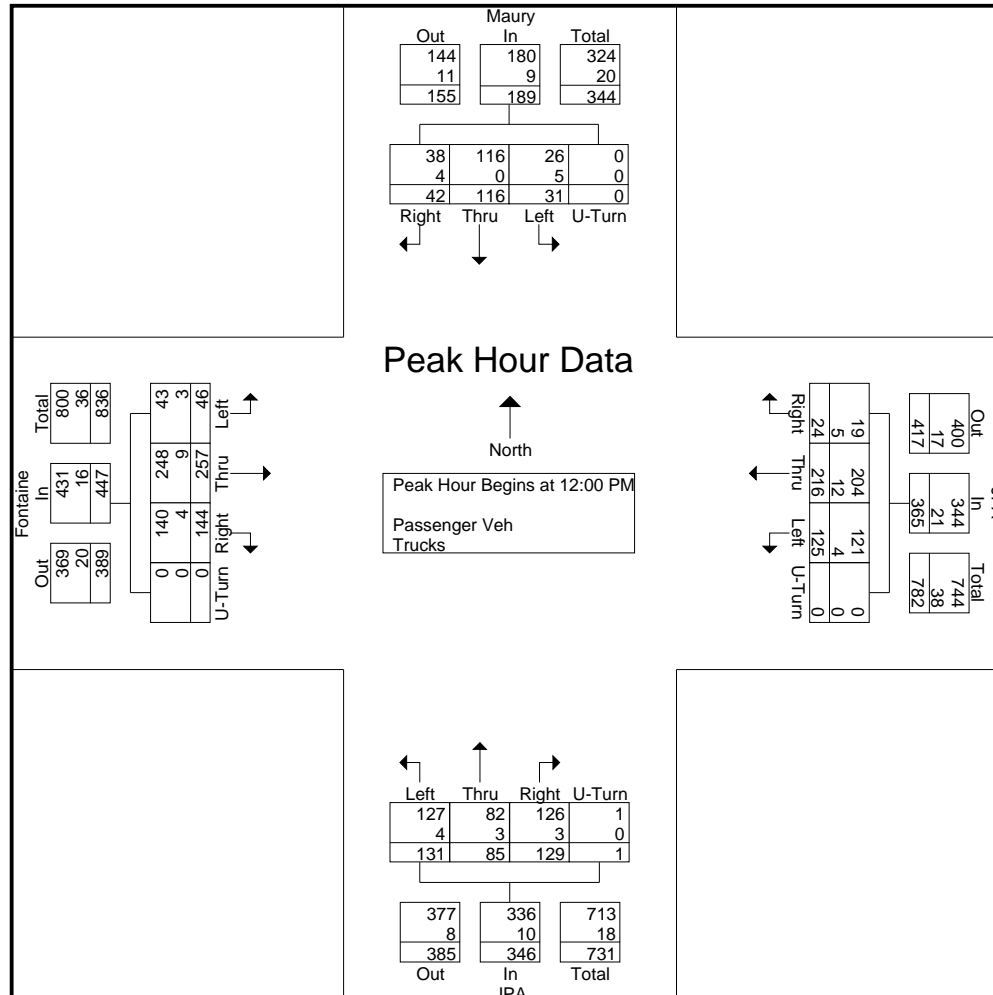 Maury
Out In Total
144 180 324
11 9 20
155 189 344
38 116 26 0
4 0 5 0
42 116 31 0
Right Thru Left U-Turn
Peak Hour Data
North
Peak Hour Begins at 12:00 PM
Passenger Veh
Trucks
Fontaine
Out In Total
369 431 800
20 16 36
389 447 836
U-Turn Right Thru Left
0 140 248 43
0 4 9 3
0 144 257 46
Out In Total
400 344 744
17 21 38
417 365 782
19 204 121 0
5 12 4 0
24 216 125 0
Right Thru Left U-Turn
Left Thru Right U-Turn
127 82 126 1
4 3 3 0
131 85 129 1
377 336 713
8 10 18
385 346 731
Out In Total